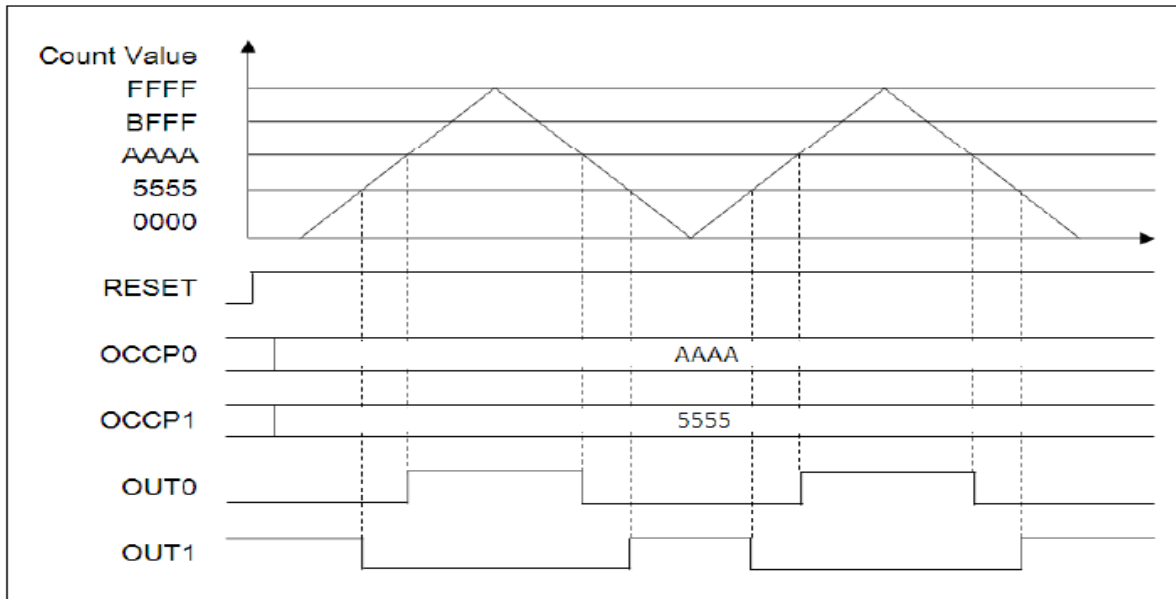 Count Value
FFFF
BFFF
AAAA
5555
0000
RESET
OCCP0
AAAA
OCCP1
5555
OUT0
OUT1